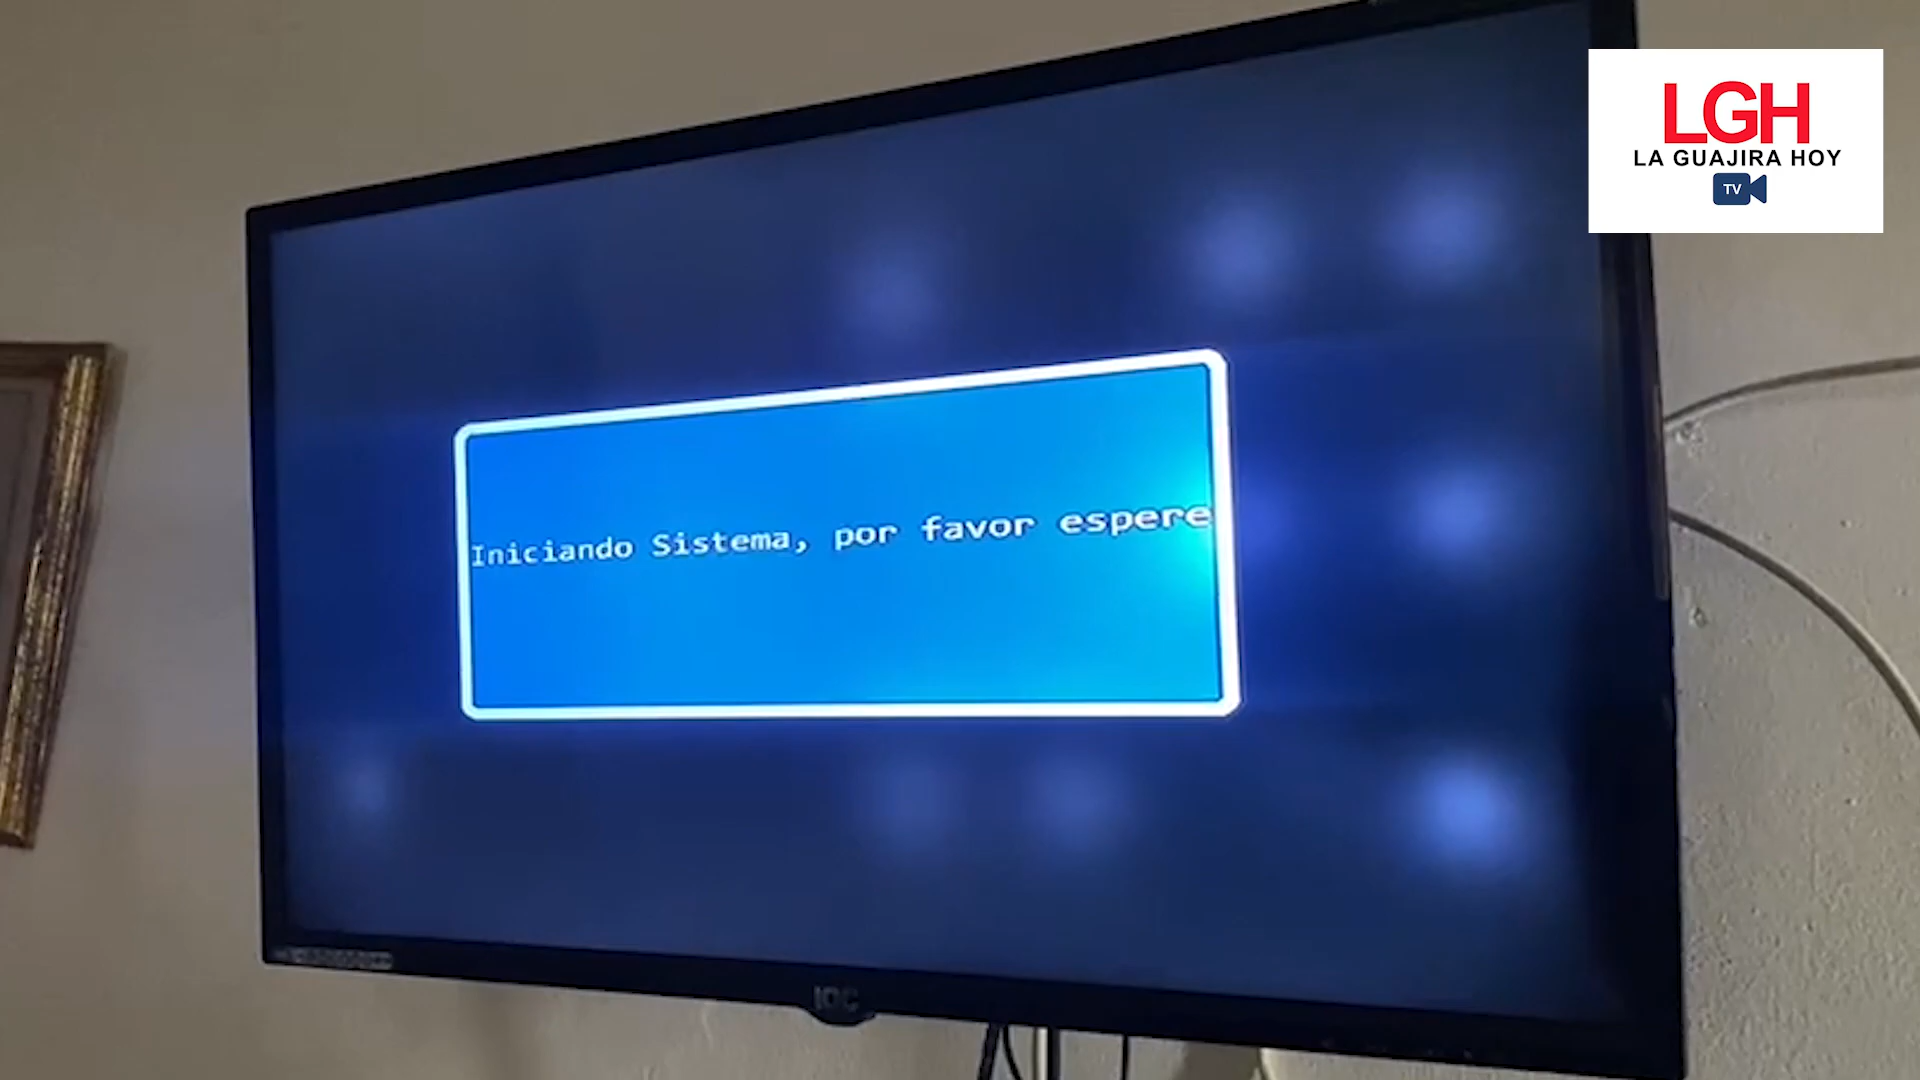 LGH
LA GUAJIRA HOY
TV
Iniciando Sistema, por favor espere